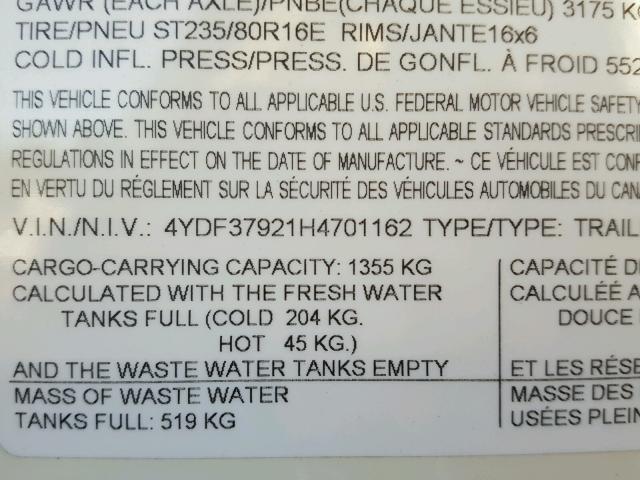 GAWR (EACH AXLE)/PNBE(CHAQUE ESSIEU) 3175 KG
TIRE/PNEU ST235/80R16E RIMS/JANTE16x6
COLD INFL. PRESS/PRESS. DE GONFL. À FROID 552
THIS VEHICLE CONFORMS TO ALL APPLICABLE U.S. FEDERAL MOTOR VEHICLE SAFETY
SHOWN ABOVE. THIS VEHICLE CONFORMS TO ALL APPLICABLE STANDARDS PRESCRI
REGULATIONS IN EFFECT ON THE DATE OF MANUFACTURE. ~ CE VÉHICULE EST CONF
EN VERTU DU RÉGLEMENT SUR LA SÉCURITÉ DES VÉHICULES AUTOMOBILES DU CAN
V.I.N./N.I.V.: 4YDF37921H4701162 TYPE/TYPE: TRAIL
CARGO-CARRYING CAPACITY: 1355 KG
CALCULATED WITH THE FRESH WATER
TANKS FULL (COLD 204 KG.
HOT 45 KG.)
AND THE WASTE WATER TANKS EMPTY
MASS OF WASTE WATER
TANKS FULL: 519 KG
CAPACITÉ D
CALCULÉE A
DOUCE
ET LES RÉSE
MASSE DES
USÉES PLEIN